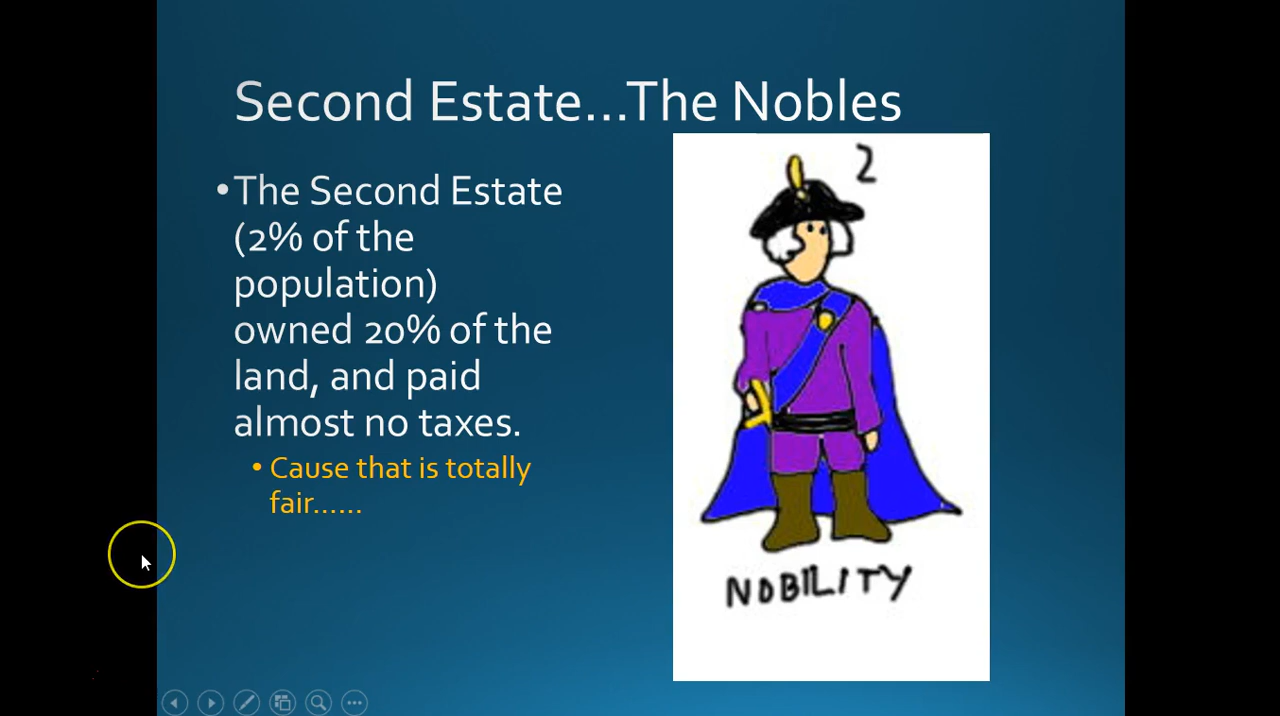 Second Estate...The Nobles
•The Second Estate
(2% of the
population)
owned 20% of the
land, and paid
almost no taxes.
• Cause that is totally
fair......
2
NOBILITY